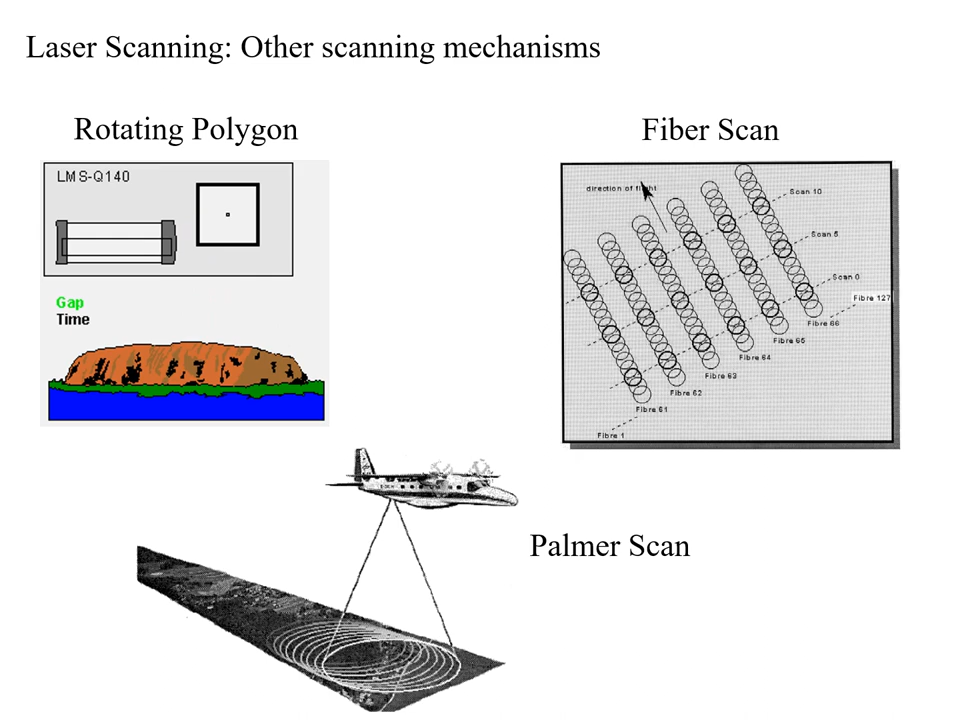 Laser Scanning: Other scanning mechanisms
Rotating Polygon
Fiber Scan
LMS-Q140
Gap
Time
direction of flight
Scan 10
Scan 5
Scan 0
Fibre 127
Fibre 66
Fibre 65
Fibre 64
Fibre 63
Fibre 62
Fibre 61
Fibre 1
Palmer Scan